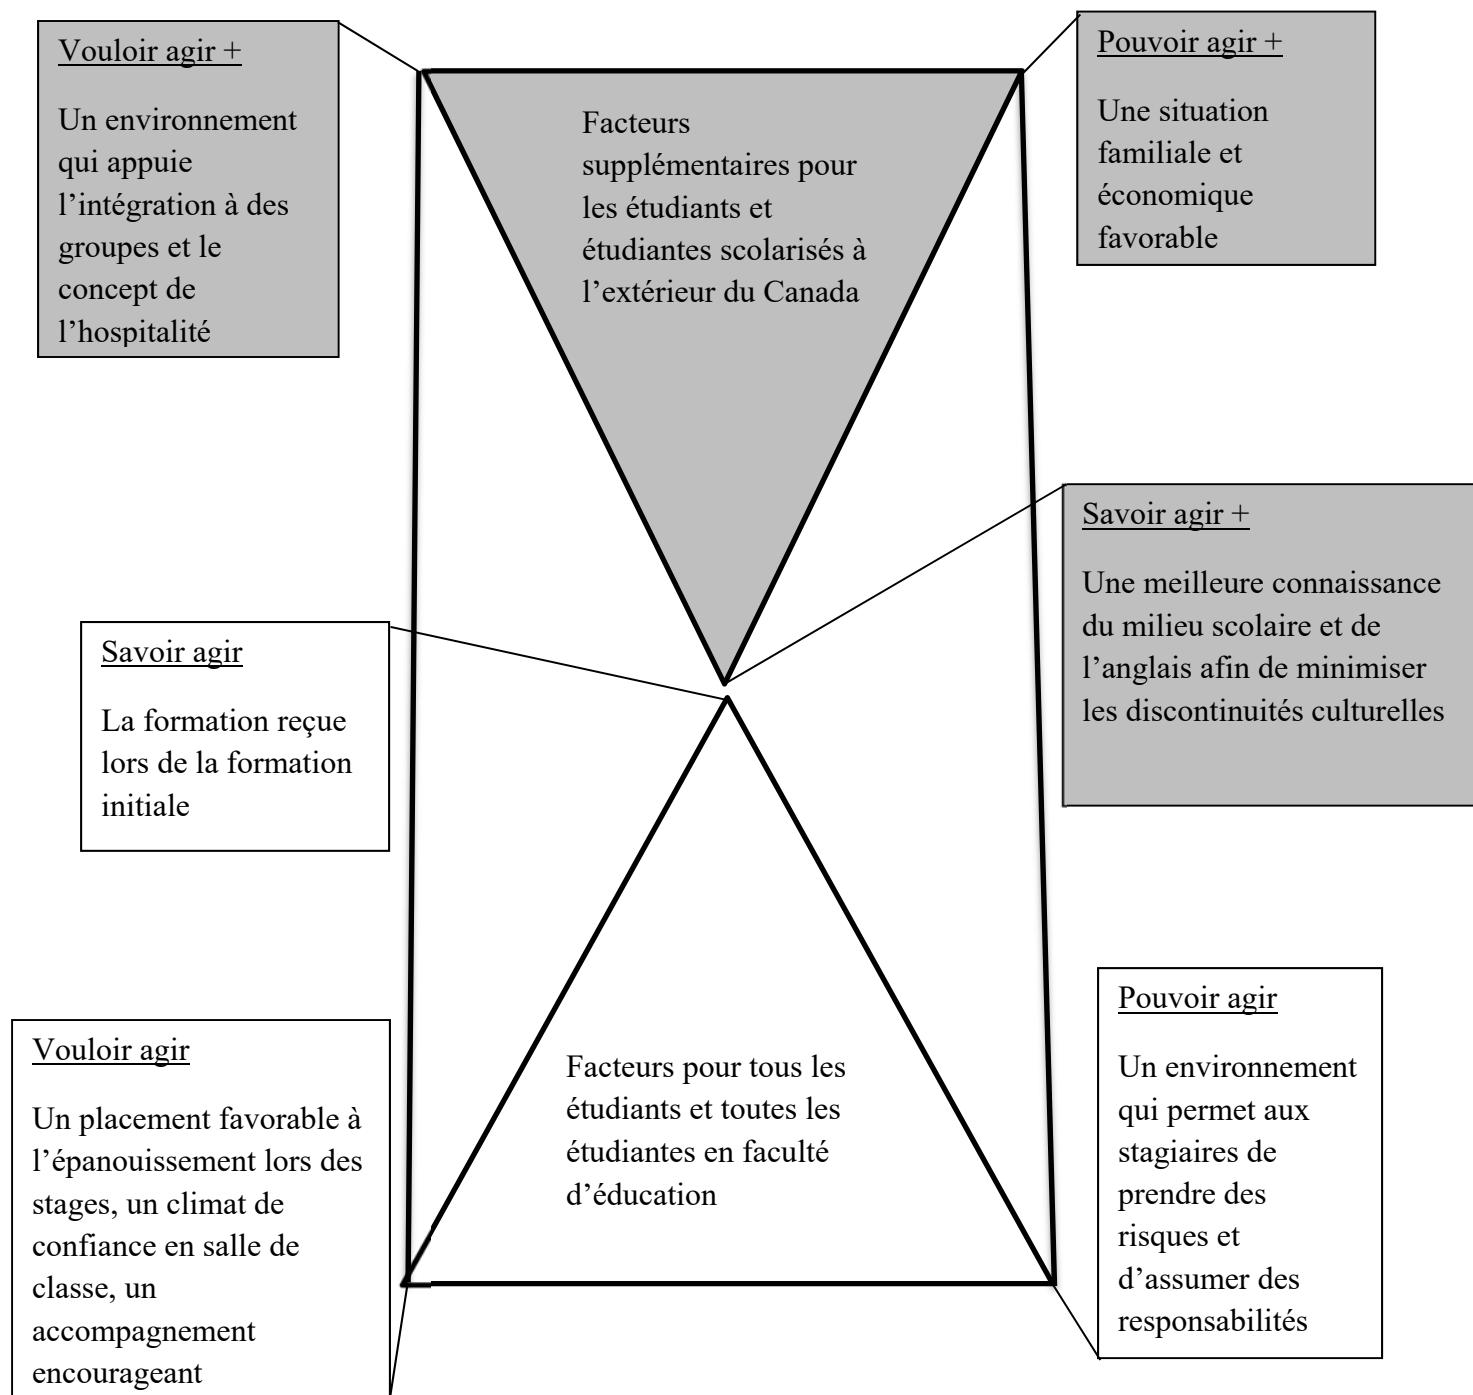 Vouloir agir +
Un environnement
qui appuie
l’intégration à des
groupes et le
concept de
l’hospitalité
Facteurs
supplémentaires pour
les étudiants et
étudiantes scolarisés à
l’extérieur du Canada
Pouvoir agir +
Une situation
familiale et
économique
favorable
Savoir agir +
Une meilleure connaissance
du milieu scolaire et de
l’anglais afin de minimiser
les discontinuités culturelles
Savoir agir
La formation reçue
lors de la formation
initiale
Vouloir agir
Un placement favorable à
l’épanouissement lors des
stages, un climat de
confiance en salle de
classe, un
accompagnement
encourageant
Facteurs pour tous les
étudiants et toutes les
étudiantes en faculté
d’éducation
Pouvoir agir
Un environnement
qui permet aux
stagiaires de
prendre des
risques et
d’assumer des
responsabilités